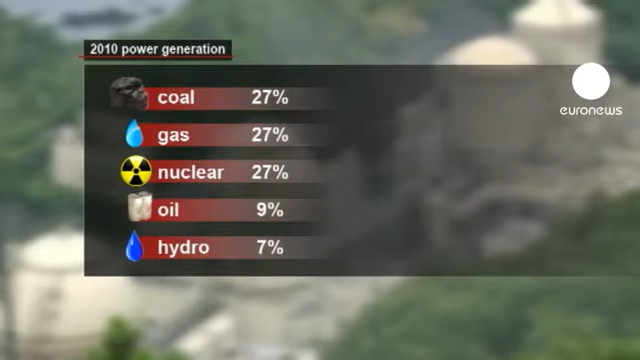 2010 power generation
euronews
coal 27%
gas 27%
nuclear 27%
oil 9%
hydro 7%